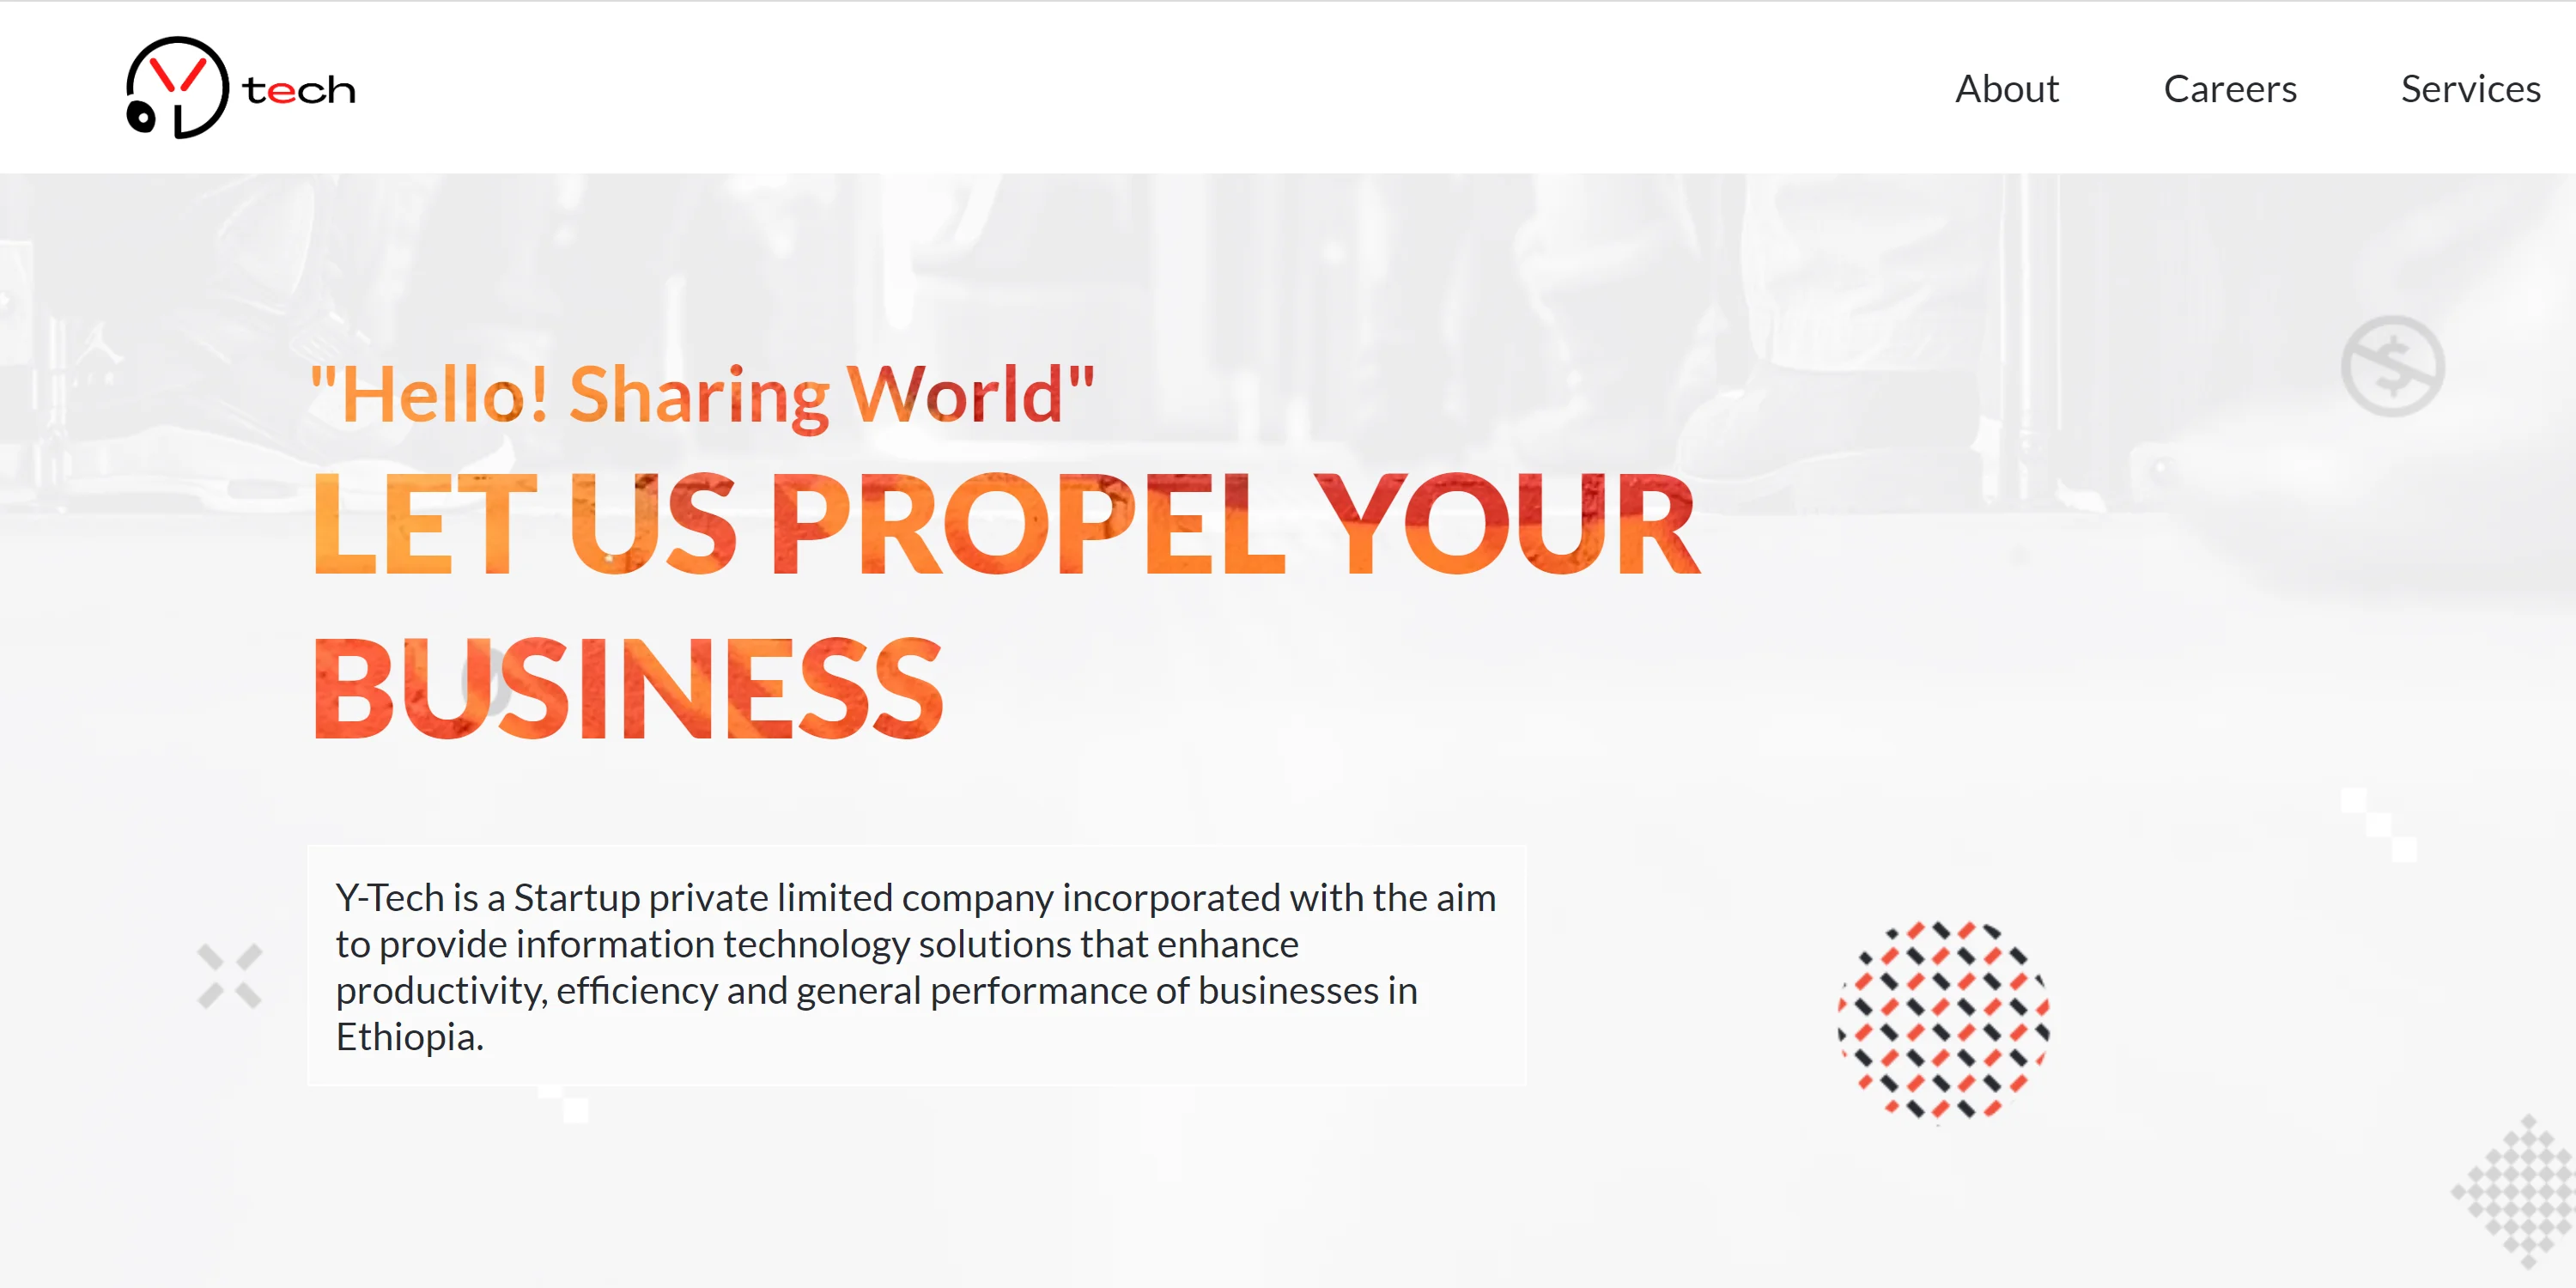 Y tech
About Careers Services
"Hello! Sharing World"
LET US PROPEL YOUR
BUSINESS
Y-Tech is a Startup private limited company incorporated with the aim
to provide information technology solutions that enhance
productivity, efficiency and general performance of businesses in
Ethiopia.